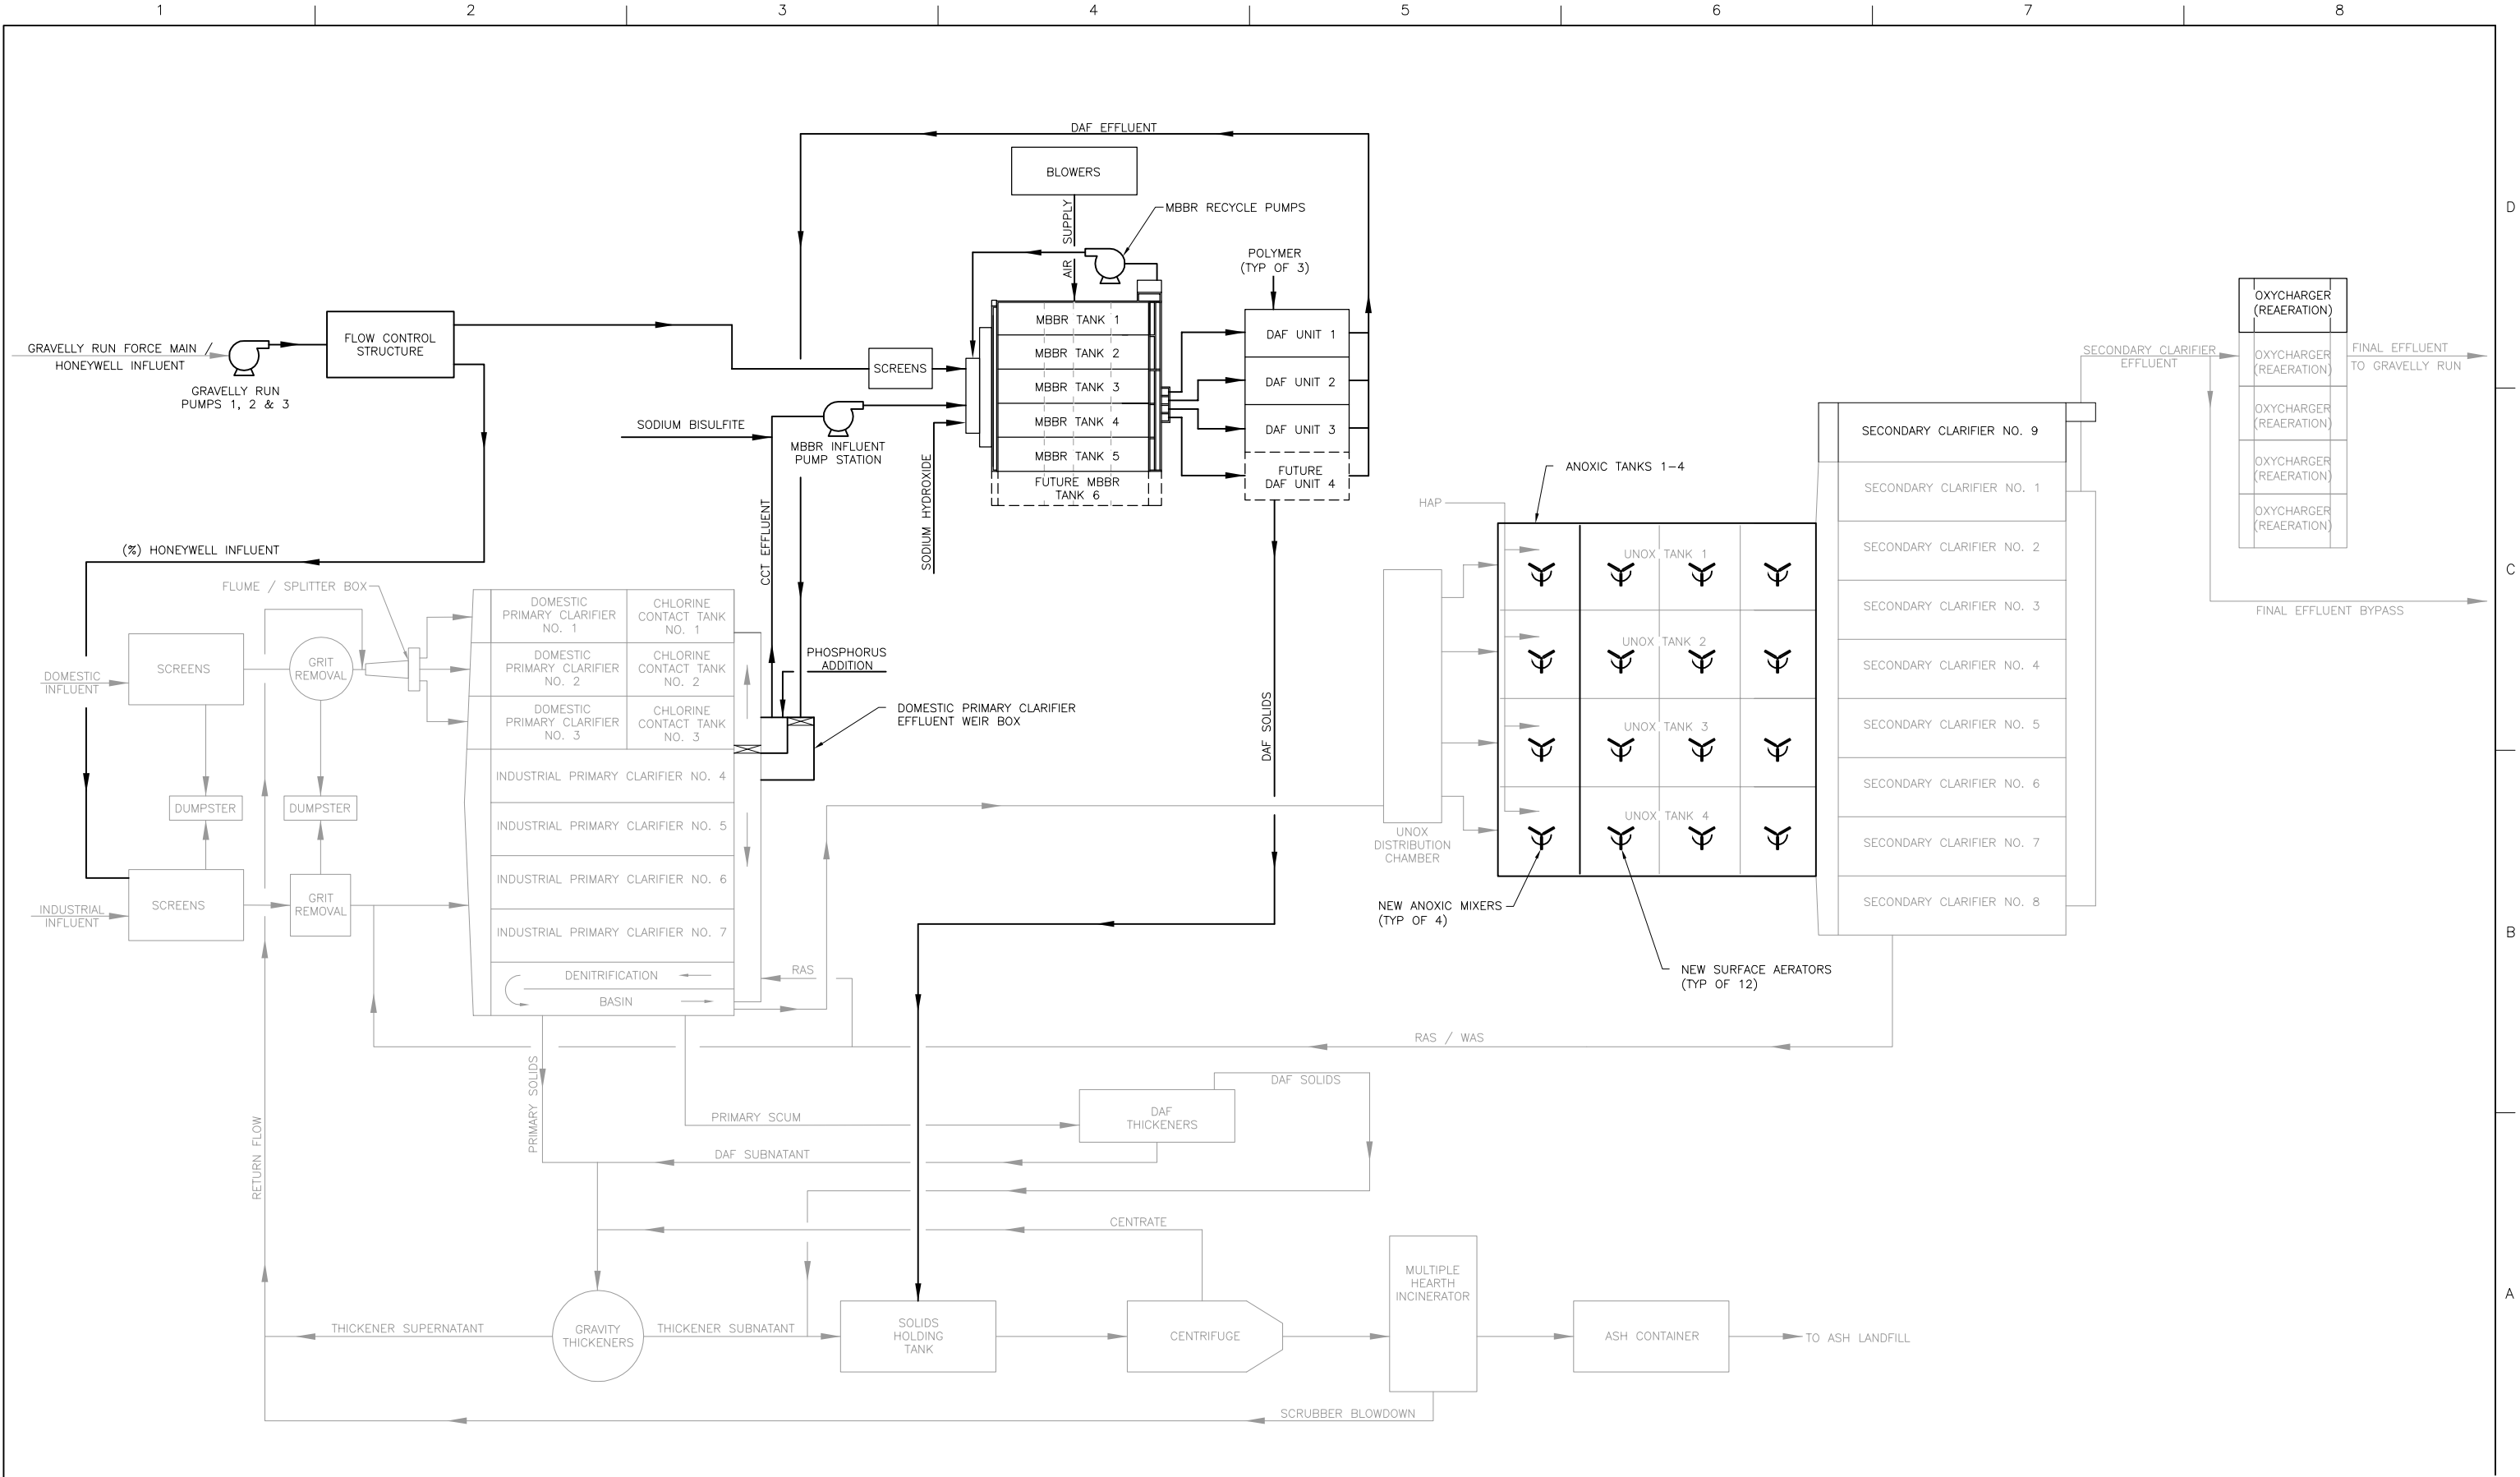 1
2
3
4
5
6
7
8
DAF EFFLUENT
BLOWERS
AIR SUPPLY
MBBR RECYCLE PUMPS
D
POLYMER
(TYP OF 3)
GRAVELLY RUN FORCE MAIN /
HONEYWELL INFLUENT
GRAVELLY RUN
PUMPS 1, 2 & 3
FLOW CONTROL
STRUCTURE
SCREENS
MBBR TANK 1
MBBR TANK 2
MBBR TANK 3
MBBR TANK 4
MBBR TANK 5
FUTURE MBBR
TANK 6
DAF UNIT 1
DAF UNIT 2
DAF UNIT 3
FUTURE
DAF UNIT 4
SODIUM BISULFITE
MBBR INFLUENT
PUMP STATION
SODIUM HYDROXIDE
CCT EFFLUENT
OXYCHARGER
(REAERATION)
OXYCHARGER
(REAERATION)
OXYCHARGER
(REAERATION)
OXYCHARGER
(REAERATION)
OXYCHARGER
(REAERATION)
SECONDARY CLARIFIER
EFFLUENT
FINAL EFFLUENT
TO GRAVELLY RUN
FINAL EFFLUENT BYPASS
SECONDARY CLARIFIER NO. 9
SECONDARY CLARIFIER NO. 1
SECONDARY CLARIFIER NO. 2
SECONDARY CLARIFIER NO. 3
SECONDARY CLARIFIER NO. 4
SECONDARY CLARIFIER NO. 5
SECONDARY CLARIFIER NO. 6
SECONDARY CLARIFIER NO. 7
SECONDARY CLARIFIER NO. 8
ANOXIC TANKS 1-4
HAP
UNOX TANK 1
UNOX TANK 2
UNOX TANK 3
UNOX TANK 4
UNOX
DISTRIBUTION
CHAMBER
NEW ANOXIC MIXERS
(TYP OF 4)
NEW SURFACE AERATORS
(TYP OF 12)
C
(%) HONEYWELL INFLUENT
FLUME / SPLITTER BOX
DOMESTIC
INFLUENT
SCREENS
GRIT
REMOVAL
DOMESTIC
PRIMARY CLARIFIER
NO. 1
CHLORINE
CONTACT TANK
NO. 1
DOMESTIC
PRIMARY CLARIFIER
NO. 2
CHLORINE
CONTACT TANK
NO. 2
DOMESTIC
PRIMARY CLARIFIER
NO. 3
CHLORINE
CONTACT TANK
NO. 3
PHOSPHORUS
ADDITION
DOMESTIC PRIMARY CLARIFIER
EFFLUENT WEIR BOX
DAF SOLIDS
DUMPSTER
DUMPSTER
INDUSTRIAL
INFLUENT
SCREENS
GRIT
REMOVAL
INDUSTRIAL PRIMARY CLARIFIER NO. 4
INDUSTRIAL PRIMARY CLARIFIER NO. 5
INDUSTRIAL PRIMARY CLARIFIER NO. 6
INDUSTRIAL PRIMARY CLARIFIER NO. 7
DENITRIFICATION
BASIN
RAS
B
RAS / WAS
PRIMARY SOLIDS
PRIMARY SCUM
DAF
THICKENERS
DAF SOLIDS
DAF SUBNATANT
RETURN FLOW
CENTRATE
THICKENER SUPERNATANT
GRAVITY
THICKENERS
THICKENER SUBNATANT
SOLIDS
HOLDING
TANK
CENTRIFUGE
MULTIPLE
HEARTH
INCINERATOR
ASH CONTAINER
TO ASH LANDFILL
A
SCRUBBER BLOWDOWN